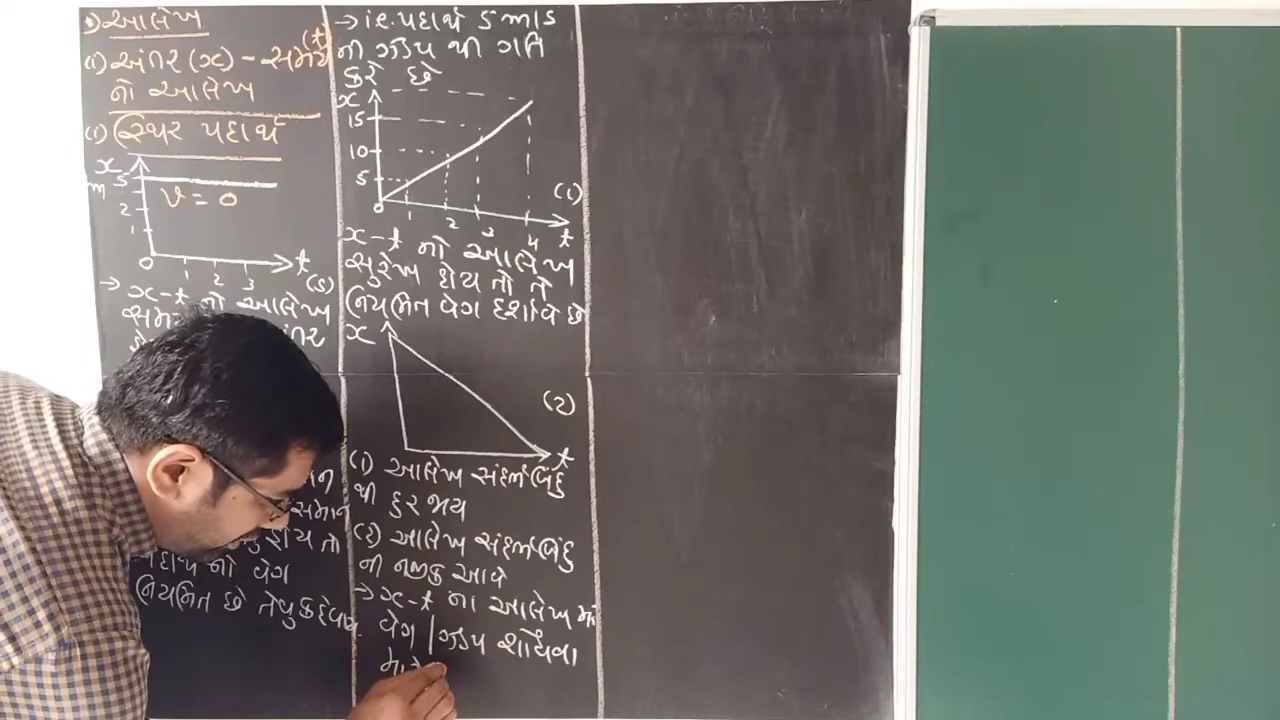 આલેખ
(1) અંતર (x) – સમય (t)
નો આલેખ
(1) સ્થિર પદાર્થ
x
m
5
2
1
v = 0
0 1 2 3 t (s)
→ x-t નો આલેખ
પદાર્થ નો વેગ
નિયમિત છે તેવુ કહેવાય
→ i.e. પદાર્થ 5 m/s
ની ઝડપ થી ગતિ
કરે છે
x
15
10
5
0 1 2 3 4 t
(1)
x-t નો આલેખ
સુરેખ હોય તો તે
નિયમિત વેગ દર્શાવે છે
x
(2)
t
(1) આલેખ સંદર્ભબિંદુ
થી દુર જાય
(2) આલેખ સંદર્ભબિંદુ
ની નજીક આવે
→ x-t ના આલેખ માં
વેગ | ઝડપ શોધવા